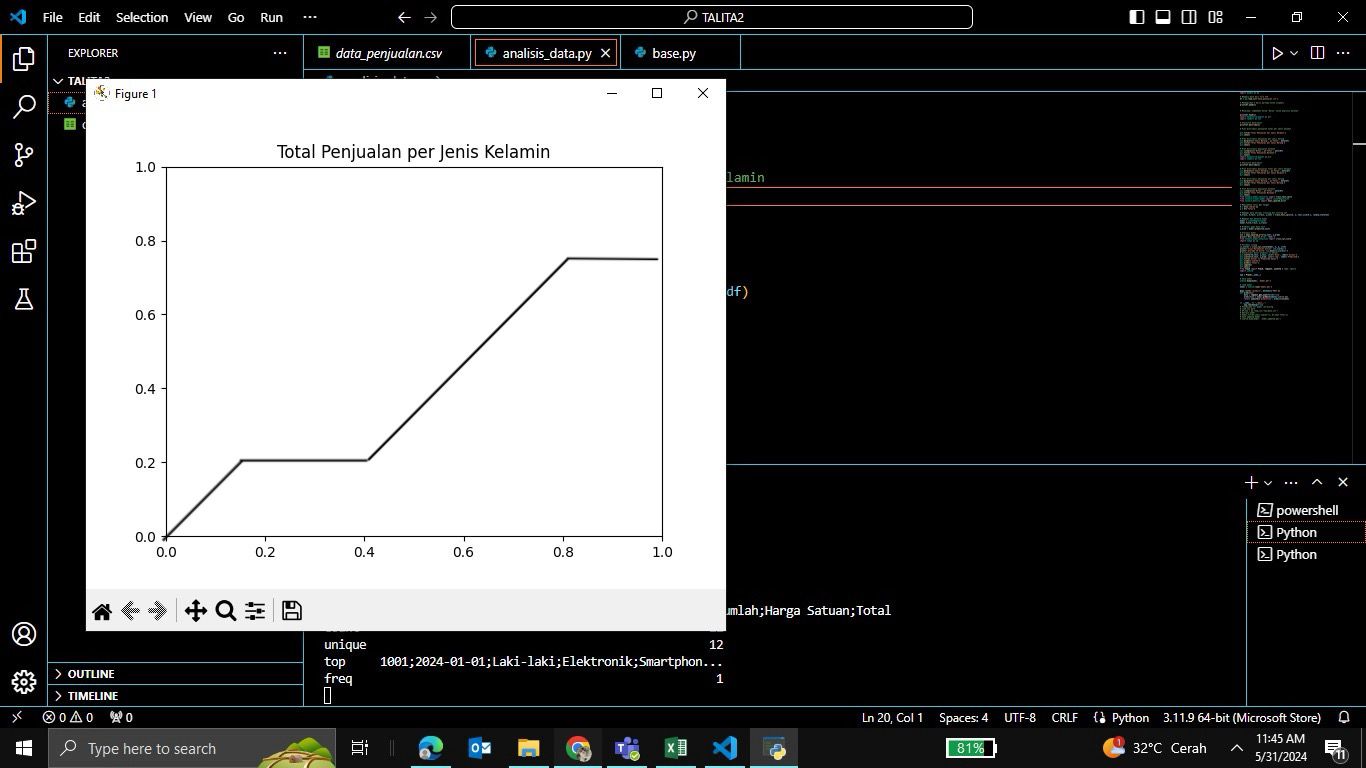 File Edit Selection View Go Run ··· TALITA2
EXPLORER
data_penjualan.csv
analisis_data.py
base.py
Figure 1
Total Penjualan per Jenis Kelamin
1.0
0.8
0.6
0.4
0.2
0.0
0.0 0.2 0.4 0.6 0.8 1.0
lamin
df)
powershell
Python
Python
umlah;Harga Satuan;Total
unique 12
top 1001;2024-01-01;Laki-laki;Elektronik;Smartphon...
freq 1
OUTLINE
TIMELINE
0 0 0 Ln 20, Col 1 Spaces: 4 UTF-8 CRLF Python 3.11.9 64-bit (Microsoft Store)
Type here to search 81% 1 32°C Cerah 11:45 AM
5/31/2024 11